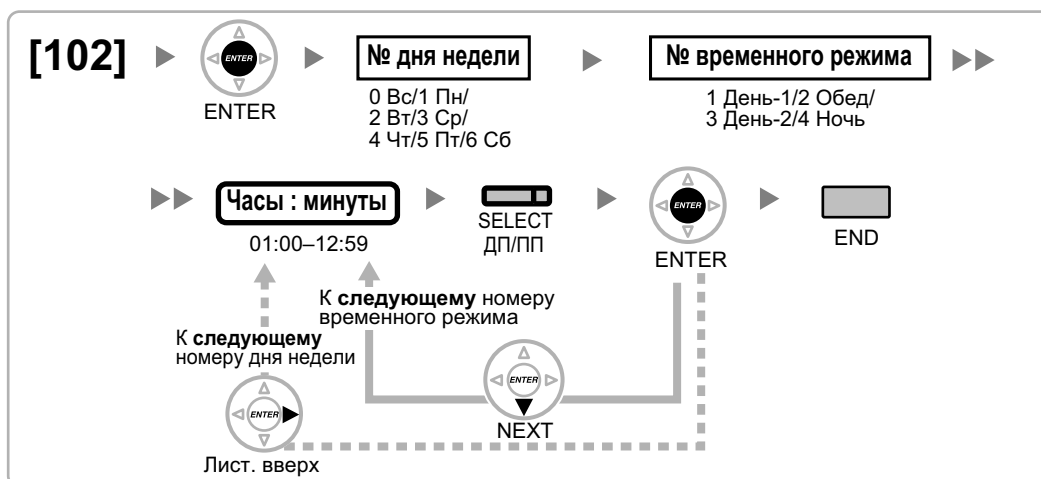 [102]
ENTER
ENTER
№ дня недели
0 Вс/1 Пн/
2 Вт/3 Ср/
4 Чт/5 Пт/6 Сб
№ временного режима
1 День-1/2 Обед/
3 День-2/4 Ночь
Часы : минуты
01:00–12:59
SELECT
ДП/ПП
ENTER
ENTER
END
К следующему номеру
временного режима
К следующему
номеру дня недели
ENTER
NEXT
ENTER
Лист. вверх